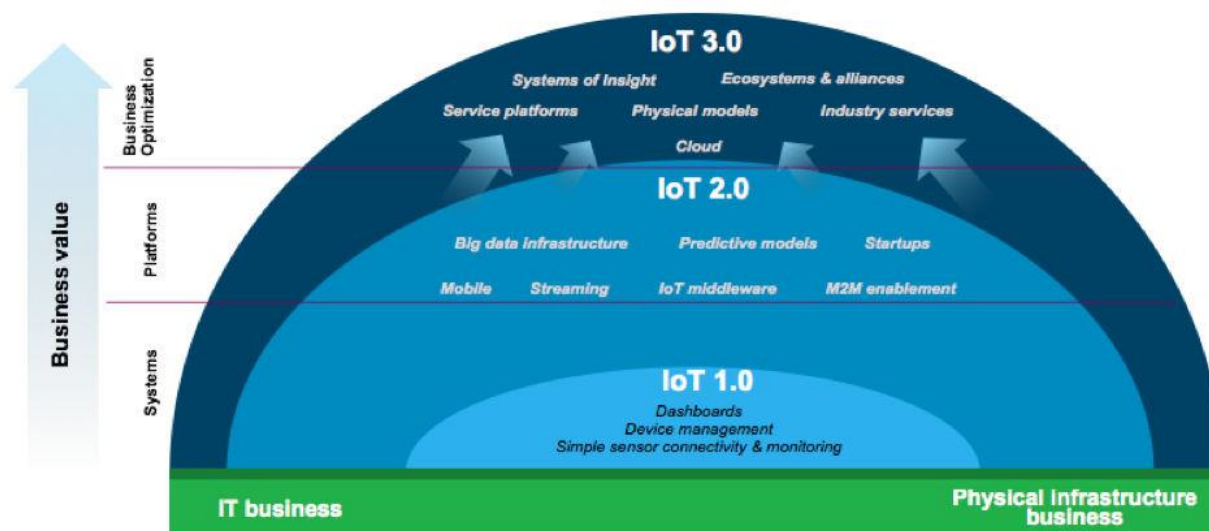 IoT 3.0
Systems of Insight
Ecosystems & alliances
Service platforms
Physical models
Industry services
Cloud
IoT 2.0
Big data infrastructure
Predictive models
Startups
Mobile
Streaming
IoT middleware
M2M enablement
IoT 1.0
Dashboards
Device management
Simple sensor connectivity & monitoring
IT business
Physical infrastructure
business
Business value
Business
Optimization
Platforms
Systems